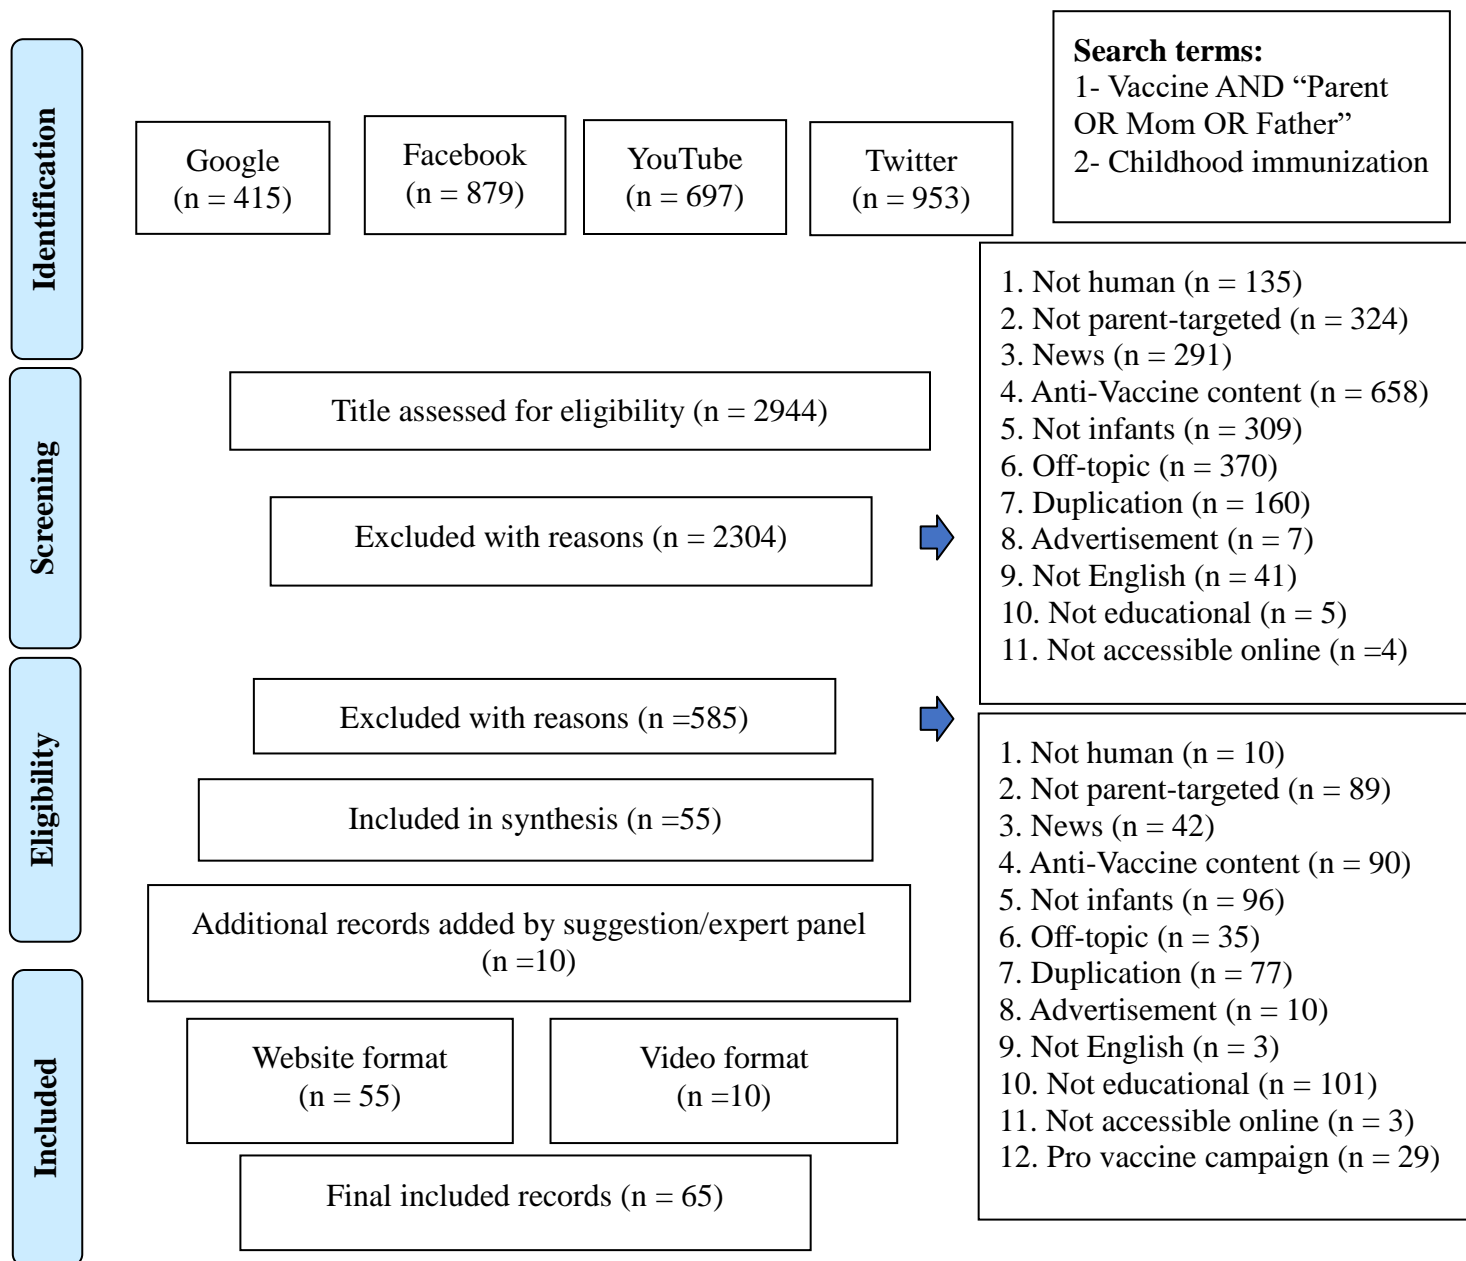 Identification
Google
(n = 415)
Facebook
(n = 879)
YouTube
(n = 697)
Twitter
(n = 953)
Search terms:
1- Vaccine AND “Parent
OR Mom OR Father”
2- Childhood immunization
Screening
Title assessed for eligibility (n = 2944)
Excluded with reasons (n = 2304)
1. Not human (n = 135)
2. Not parent-targeted (n = 324)
3. News (n = 291)
4. Anti-Vaccine content (n = 658)
5. Not infants (n = 309)
6. Off-topic (n = 370)
7. Duplication (n = 160)
8. Advertisement (n = 7)
9. Not English (n = 41)
10. Not educational (n = 5)
11. Not accessible online (n =4)
Eligibility
Excluded with reasons (n =585)
Included in synthesis (n =55)
Additional records added by suggestion/expert panel
(n =10)
1. Not human (n = 10)
2. Not parent-targeted (n = 89)
3. News (n = 42)
4. Anti-Vaccine content (n = 90)
5. Not infants (n = 96)
6. Off-topic (n = 35)
7. Duplication (n = 77)
8. Advertisement (n = 10)
9. Not English (n = 3)
10. Not educational (n = 101)
11. Not accessible online (n = 3)
12. Pro vaccine campaign (n = 29)
Included
Website format
(n = 55)
Video format
(n =10)
Final included records (n = 65)